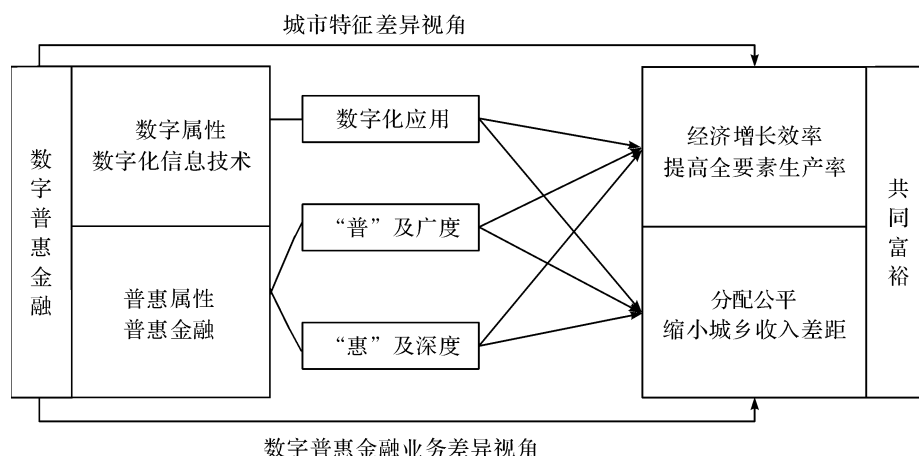 城市特征差异视角
数字普惠金融
数字属性
数字化信息技术
普惠属性
普惠金融
数字化应用
“普”及广度
“惠”及深度
经济增长效率
提高全要素生产率
分配公平
缩小城乡收入差距
共同富裕
数字普惠金融业务差异视角